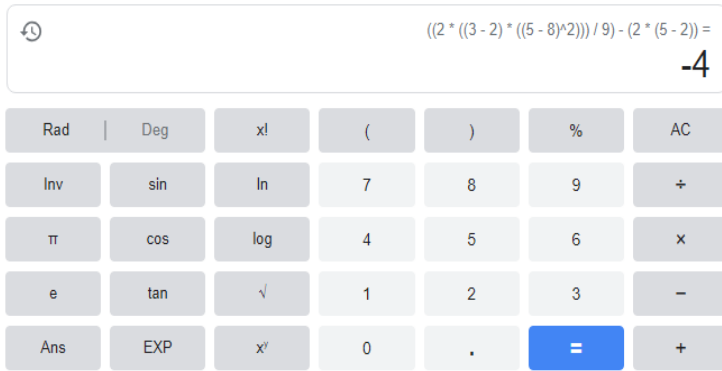 ((2 * ((3 - 2) * ((5 - 8)^2))) / 9) - (2 * (5 - 2)) =
-4
Rad | Deg x! ( ) % AC
Inv sin ln 7 8 9 ÷
π cos log 4 5 6 ×
e tan √ 1 2 3 −
Ans EXP xʸ 0 . = +